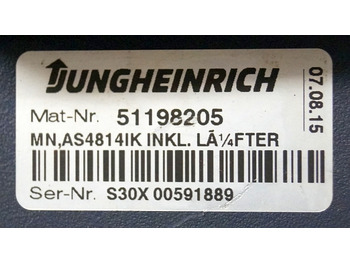 JUNGHEINRICH
Mat-Nr. 51198205
MN,AS4814IK INKL. LÃ¼FTER
Ser-Nr. S30X 00591889
07.08.15